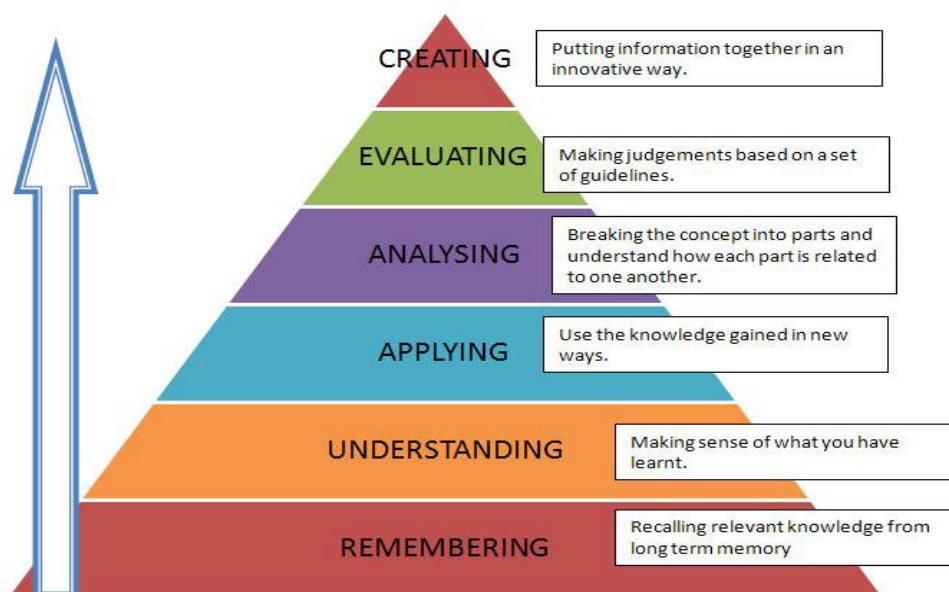 CREATING
Putting information together in an
innovative way.
EVALUATING
Making judgements based on a set
of guidelines.
ANALYSING
Breaking the concept into parts and
understand how each part is related
to one another.
APPLYING
Use the knowledge gained in new
ways.
UNDERSTANDING
Making sense of what you have
learnt.
REMEMBERING
Recalling relevant knowledge from
long term memory